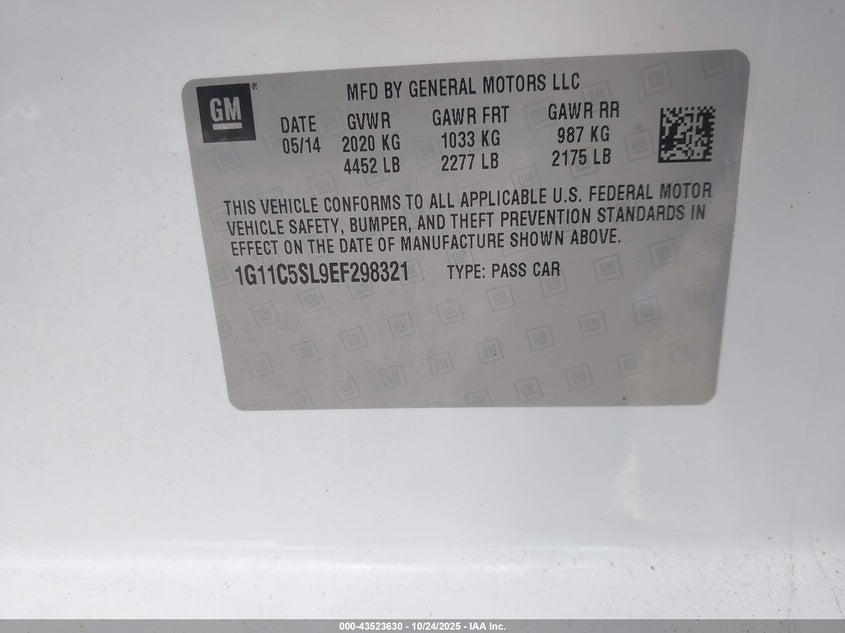 GM
MFD BY GENERAL MOTORS LLC
DATE GVWR GAWR FRT GAWR RR
05/14 2020 KG 1033 KG 987 KG
4452 LB 2277 LB 2175 LB
THIS VEHICLE CONFORMS TO ALL APPLICABLE U.S. FEDERAL MOTOR
VEHICLE SAFETY, BUMPER, AND THEFT PREVENTION STANDARDS IN
EFFECT ON THE DATE OF MANUFACTURE SHOWN ABOVE.
1G11C5SL9EF298321 TYPE: PASS CAR
000-43523630 - 10/24/2025 - IAA Inc.